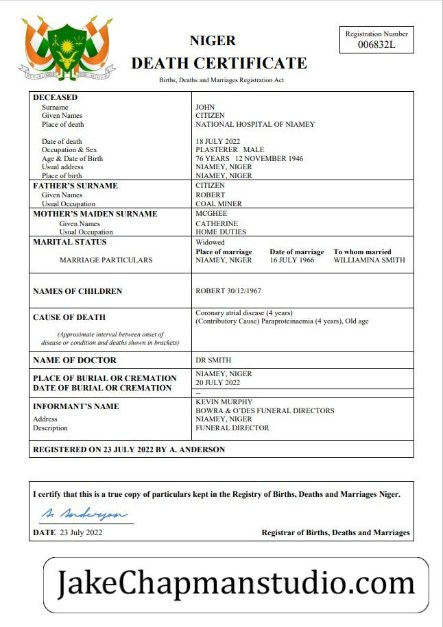 NIGER
DEATH CERTIFICATE
Births, Deaths and Marriages Registration Act
Registration Number
006832L
DECEASED
Surname JOHN
Given Names CITIZEN
Place of death NATIONAL HOSPITAL OF NIAMEY
Date of death 18 JULY 2022
Occupation & Sex PLASTERER MALE
Age & Date of Birth 76 YEARS 12 NOVEMBER 1946
Usual address NIAMEY, NIGER
Place of birth NIAMEY, NIGER
FATHER'S SURNAME CITIZEN
Given Names ROBERT
Usual Occupation COAL MINER
MOTHER'S MAIDEN SURNAME MCGHEE
Given Names CATHERINE
Usual Occupation HOME DUTIES
MARITAL STATUS Widowed
Place of marriage Date of marriage To whom married
MARRIAGE PARTICULARS NIAMEY, NIGER 16 JULY 1966 WILLIAMINA SMITH
NAMES OF CHILDREN ROBERT 30/12/1967
Coronary atrial disease (4 years)
CAUSE OF DEATH (Contributory Cause) Paraproteinaemia (4 years), Old age
(Approximate interval between onset of
disease or condition and deaths shown in brackets)
NAME OF DOCTOR DR SMITH
PLACE OF BURIAL OR CREMATION NIAMEY, NIGER
DATE OF BURIAL OR CREMATION 20 JULY 2022
--
INFORMANT'S NAME KEVIN MURPHY
BOWRA & O'DES FUNERAL DIRECTORS
Address NIAMEY, NIGER
Description FUNERAL DIRECTOR
REGISTERED ON 23 JULY 2022 BY A. ANDERSON
I certify that this is a true copy of particulars kept in the Registry of Births, Deaths and Marriages Niger.
A. Anderson
DATE 23 July 2022 Registrar of Births, Deaths and Marriages
JakeChapmanstudio.com